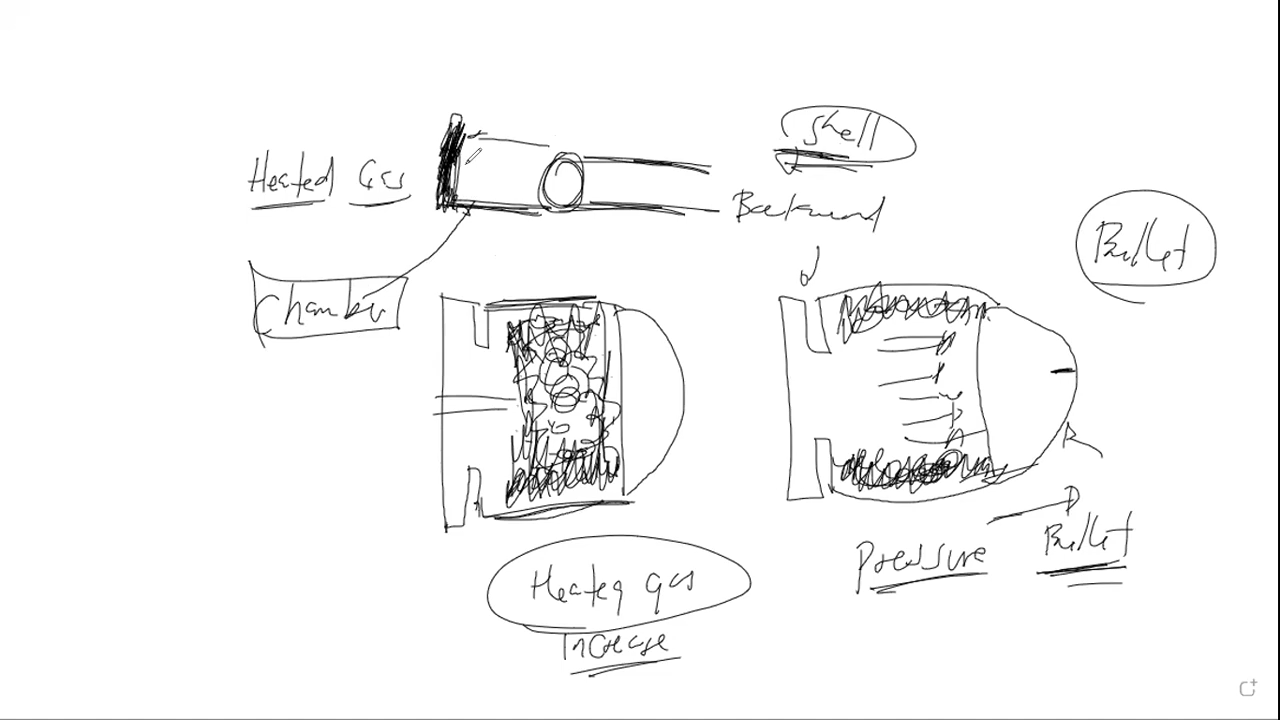 Shell
Heated Gas
Backward
Bullet
Chamber
Pressure
Bullet
Heated gas
Increase